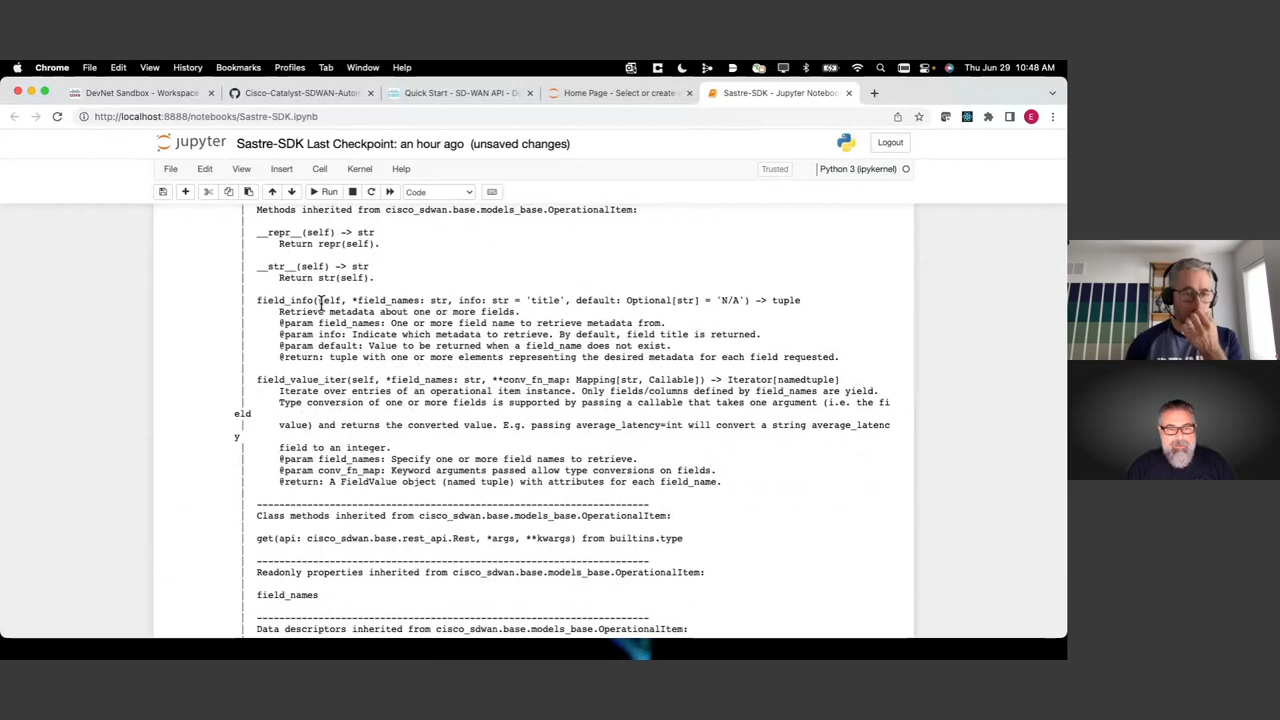 Chrome File Edit View History Bookmarks Profiles Tab Window Help Thu Jun 29 10:48 AM
DevNet Sandbox - Workspace Cisco-Catalyst-SDWAN-Auton Quick Start - SD-WAN API - De Home Page - Select or create a Sastre-SDK - Jupyter Notebook
http://localhost:8888/notebooks/Sastre-SDK.ipynb E
jupyter Sastre-SDK Last Checkpoint: an hour ago (unsaved changes) Logout
File Edit View Insert Cell Kernel Help Trusted Python 3 (ipykernel)
Run Code
| Methods inherited from cisco_sdwan.base.models_base.OperationalItem:
|
| __repr__(self) -> str
| Return repr(self).
|
| __str__(self) -> str
| Return str(self).
|
| field_info(self, *field_names: str, info: str = 'title', default: Optional[str] = 'N/A') -> tuple
| Retrieve metadata about one or more fields.
| @param field_names: One or more field name to retrieve metadata from.
| @param info: Indicate which metadata to retrieve. By default, field title is returned.
| @param default: Value to be returned when a field_name does not exist.
| @return: tuple with one or more elements representing the desired metadata for each field requested.
|
| field_value_iter(self, *field_names: str, **conv_fn_map: Mapping[str, Callable]) -> Iterator[namedtuple]
| Iterate over entries of an operational item instance. Only fields/columns defined by field_names are yield.
| Type conversion of one or more fields is supported by passing a callable that takes one argument (i.e. the fi
eld
| value) and returns the converted value. E.g. passing average_latency=int will convert a string average_latenc
y
| field to an integer.
| @param field_names: Specify one or more field names to retrieve.
| @param conv_fn_map: Keyword arguments passed allow type conversions on fields.
| @return: A FieldValue object (named tuple) with attributes for each field_name.
|
| ----------------------------------------------------------------------
| Class methods inherited from cisco_sdwan.base.models_base.OperationalItem:
|
| get(api: cisco_sdwan.base.rest_api.Rest, *args, **kwargs) from builtins.type
|
| ----------------------------------------------------------------------
| Readonly properties inherited from cisco_sdwan.base.models_base.OperationalItem:
|
| field_names
|
| ----------------------------------------------------------------------
| Data descriptors inherited from cisco_sdwan.base.models_base.OperationalItem: